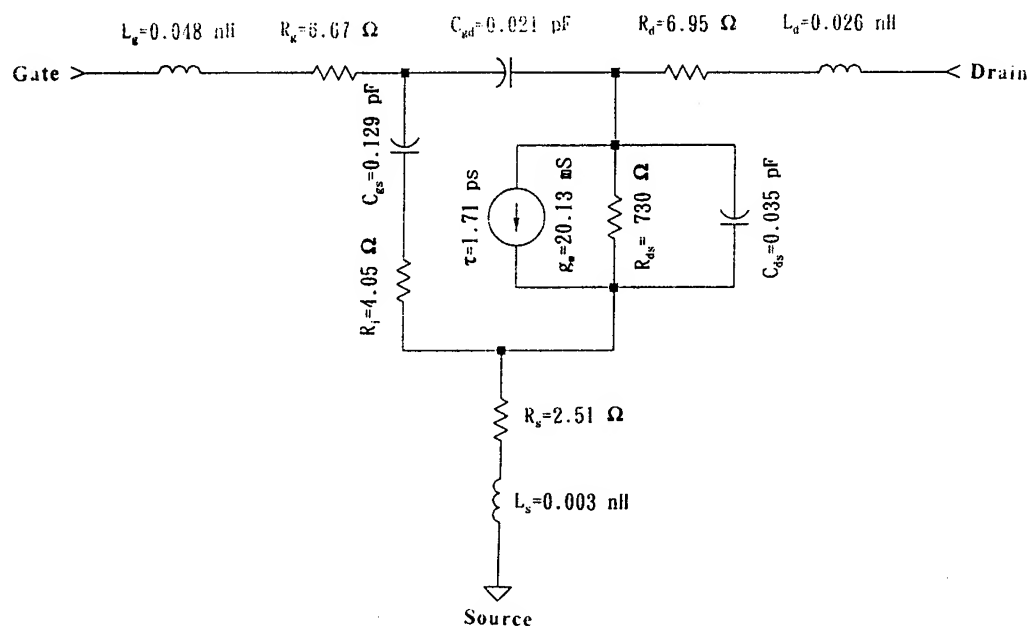 L_g=0.048 nH
R_g=6.67 Ω
C_gd=0.021 pF
R_d=6.95 Ω
L_d=0.026 nH
Gate
Drain
C_gs=0.129 pF
R_i=4.05 Ω
τ=1.71 ps
g_m=20.13 mS
R_ds= 730 Ω
C_ds=0.035 pF
R_s=2.51 Ω
L_s=0.003 nH
Source